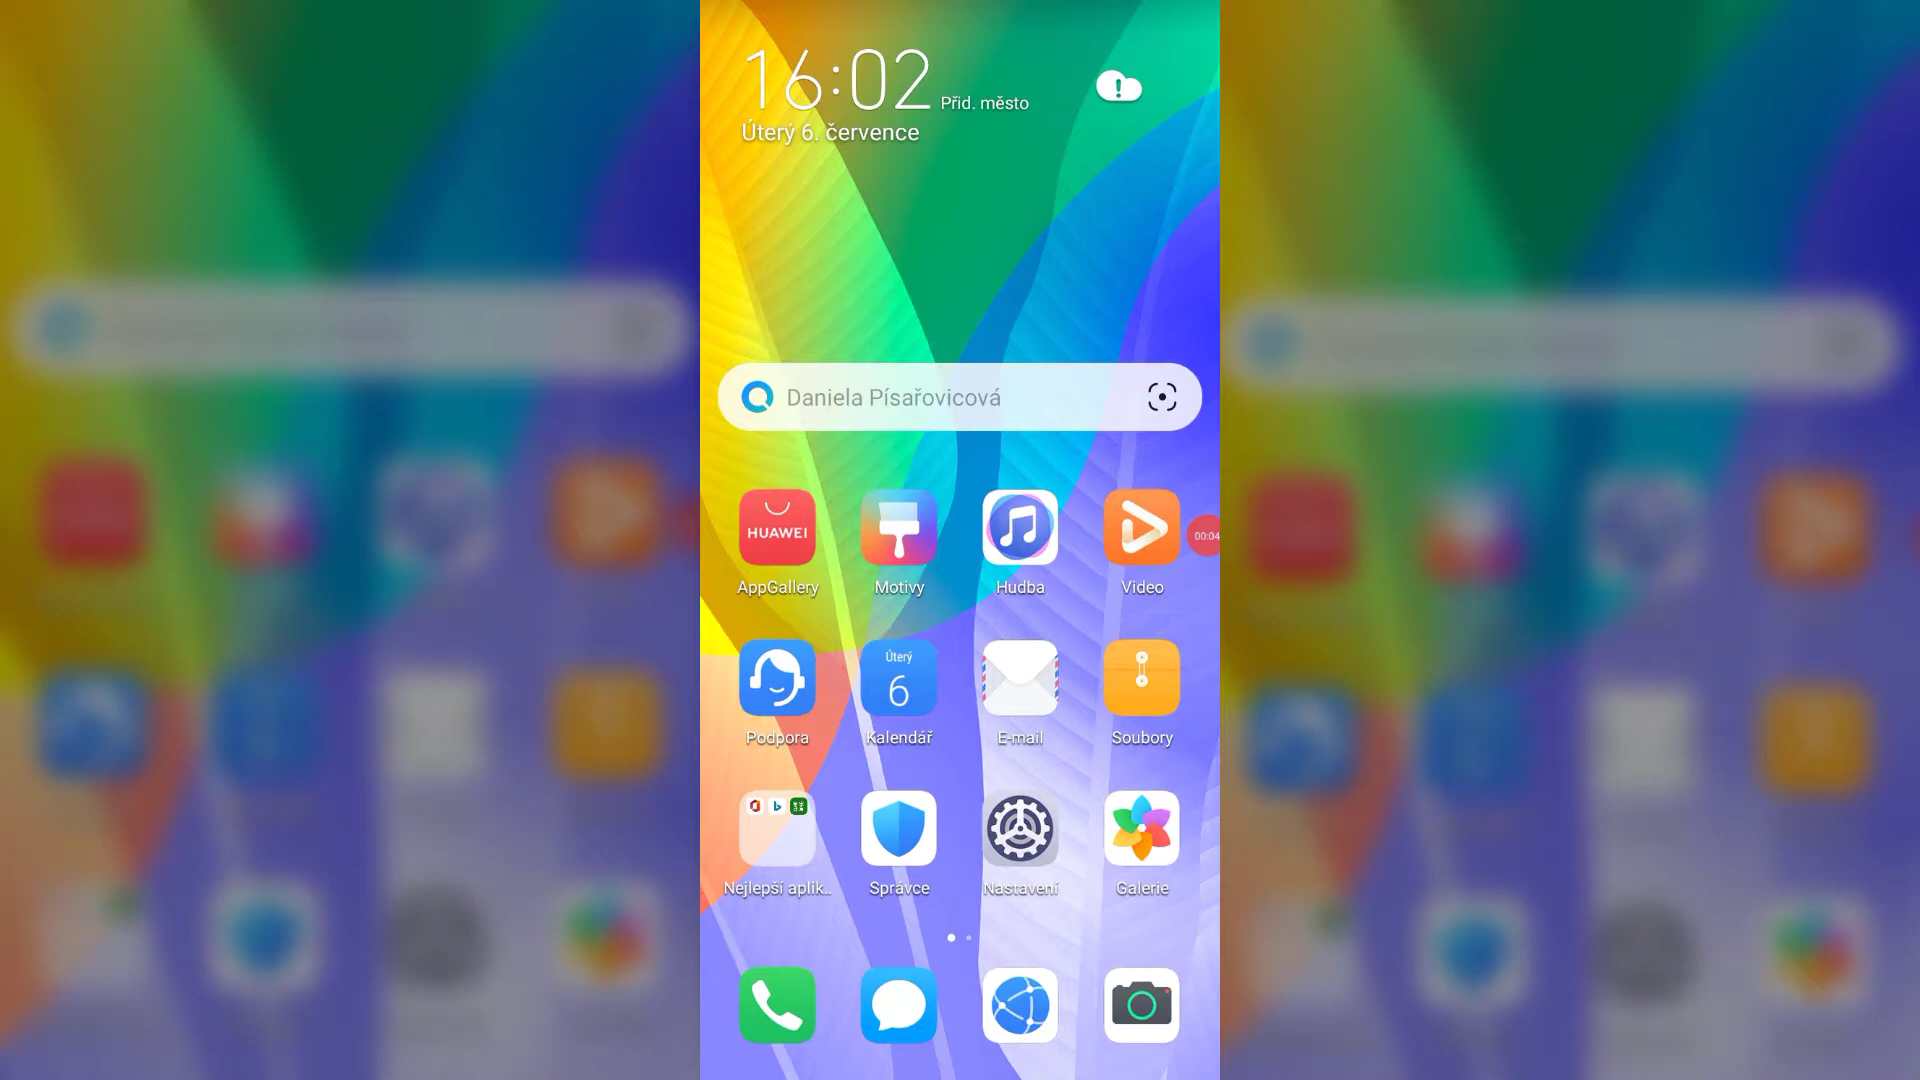 16:02
Přid. město
Úterý 6. července
Daniela Písařovicová
HUAWEI
00:04
AppGallery
Motivy
Hudba
Video
Úterý
6
Podpora
Kalendář
E-mail
Soubory
Nejlepší aplik..
Správce
Nastavení
Galerie